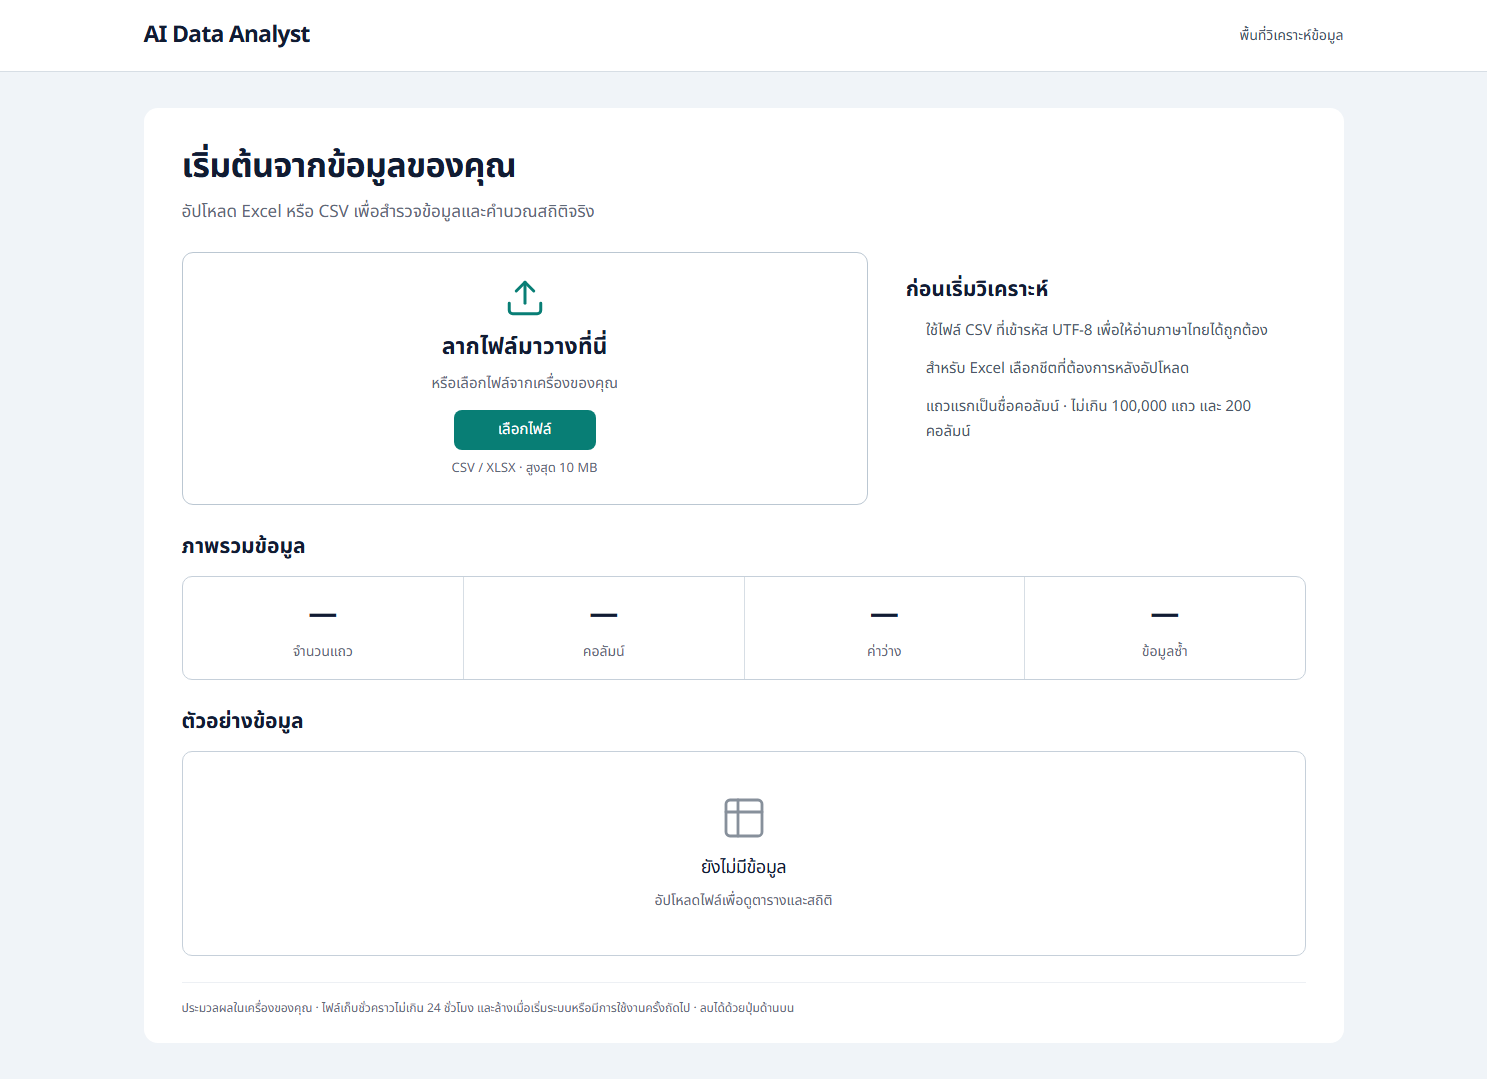 AI Data Analyst
พื้นที่วิเคราะห์ข้อมูล
เริ่มต้นจากข้อมูลของคุณ
อัปโหลด Excel หรือ CSV เพื่อสำรวจข้อมูลและคำนวณสถิติจริง
ลากไฟล์มาวางที่นี่
หรือเลือกไฟล์จากเครื่องของคุณ
เลือกไฟล์
CSV / XLSX · สูงสุด 10 MB
ก่อนเริ่มวิเคราะห์
ใช้ไฟล์ CSV ที่เข้ารหัส UTF-8 เพื่อให้อ่านภาษาไทยได้ถูกต้อง
สำหรับ Excel เลือกชีตที่ต้องการหลังอัปโหลด
แถวแรกเป็นชื่อคอลัมน์ · ไม่เกิน 100,000 แถว และ 200
คอลัมน์
ภาพรวมข้อมูล
— — — —
จำนวนแถว คอลัมน์ ค่าว่าง ข้อมูลซ้ำ
ตัวอย่างข้อมูล
ยังไม่มีข้อมูล
อัปโหลดไฟล์เพื่อดูตารางและสถิติ
ประมวลผลในเครื่องของคุณ · ไฟล์เก็บชั่วคราวไม่เกิน 24 ชั่วโมง และล้างเมื่อเริ่มระบบหรือมีการใช้งานครั้งถัดไป · ลบได้ด้วยปุ่มด้านบน